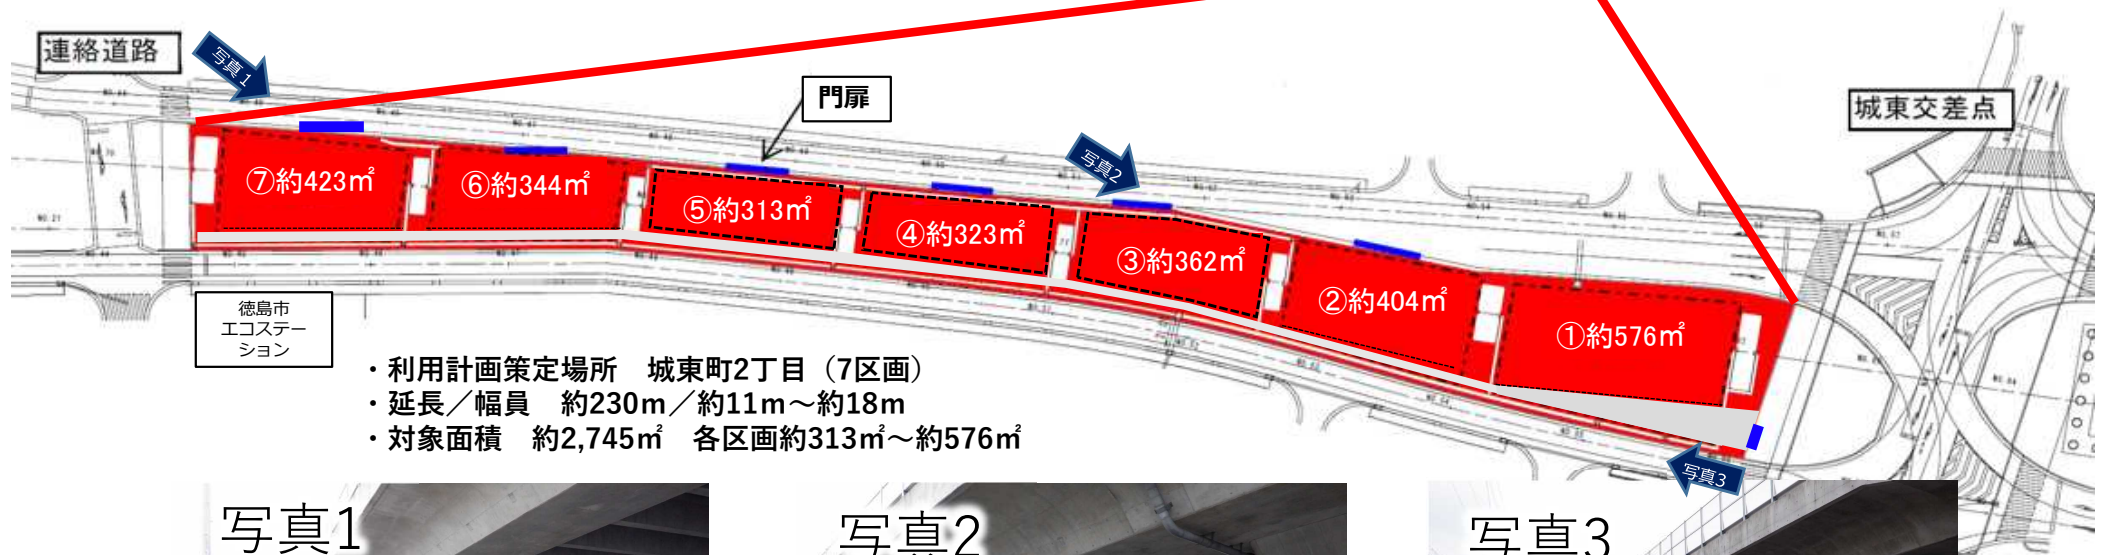 連絡道路
写真1
門扉
写真2
城東交差点
⑦約423㎡
⑥約344㎡
⑤約313㎡
④約323㎡
③約362㎡
②約404㎡
①約576㎡
徳島市
エコステー
ション
・利用計画策定場所 城東町2丁目（7区画）
・延長／幅員 約230m／約11m～約18m
・対象面積 約2,745㎡ 各区画約313㎡～約576㎡
写真3
写真1
写真2
写真3